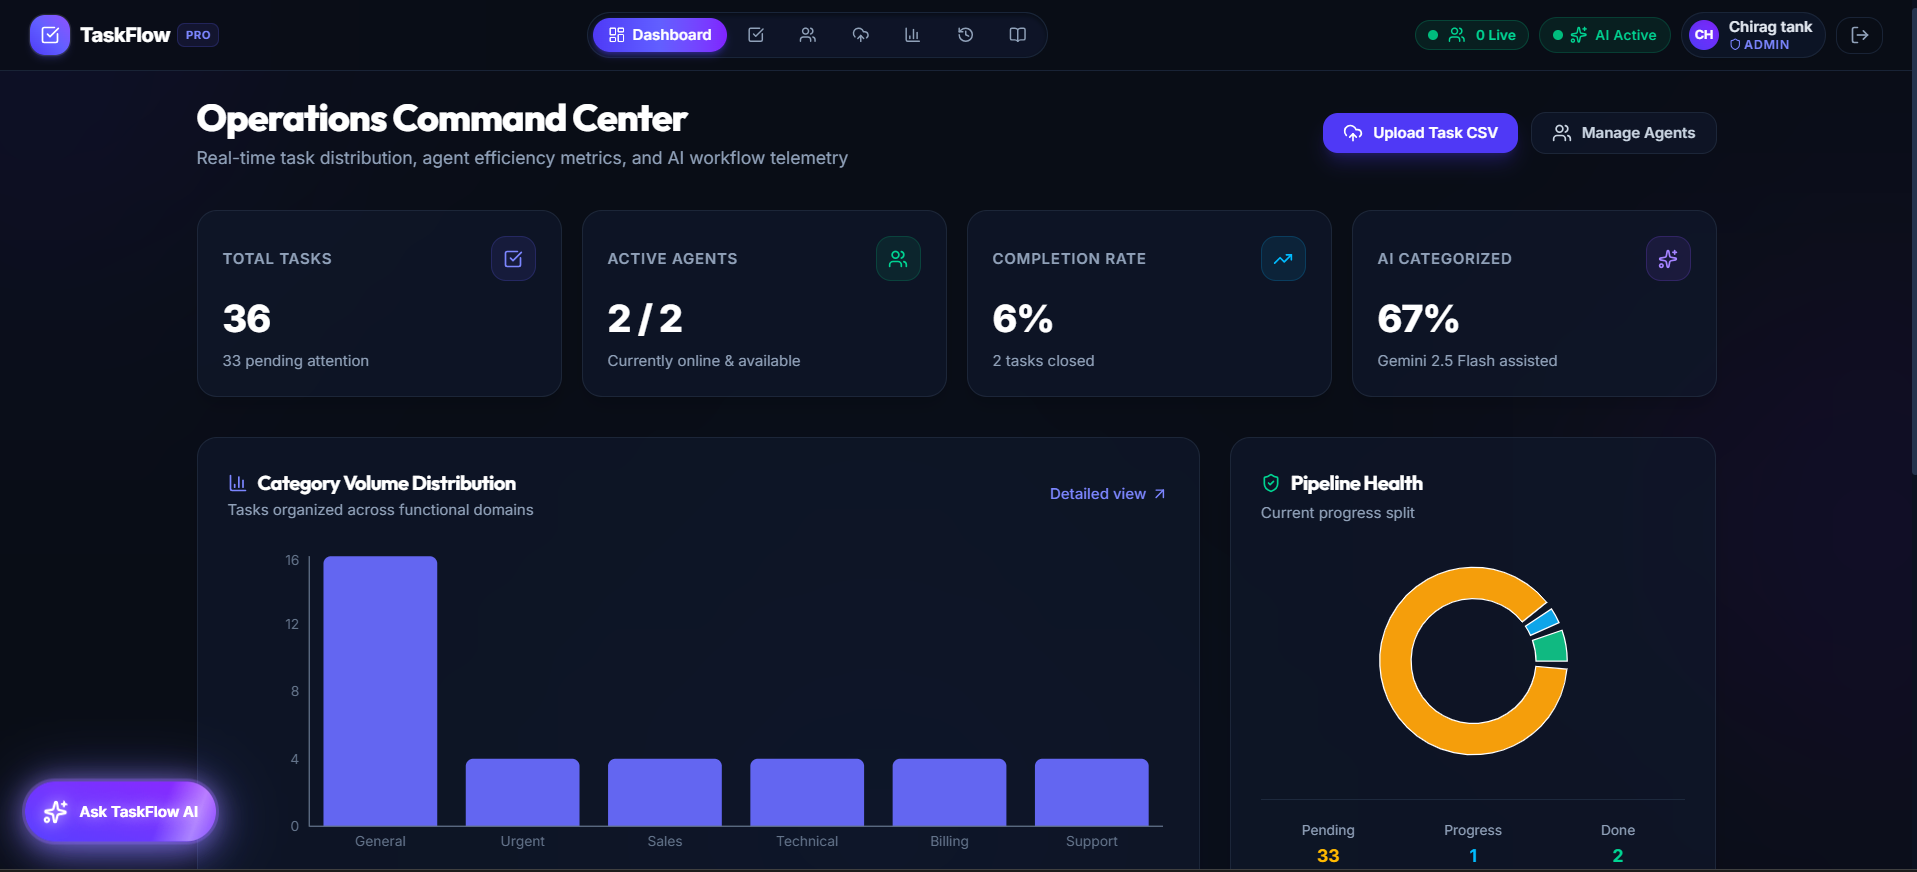 TaskFlow PRO
Dashboard
0 Live
AI Active
CH
Chirag tank
ADMIN
Operations Command Center
Real-time task distribution, agent efficiency metrics, and AI workflow telemetry
Upload Task CSV
Manage Agents
TOTAL TASKS
36
33 pending attention
ACTIVE AGENTS
2 / 2
Currently online & available
COMPLETION RATE
6%
2 tasks closed
AI CATEGORIZED
67%
Gemini 2.5 Flash assisted
Category Volume Distribution
Tasks organized across functional domains
Detailed view
16
12
8
4
0
General
Urgent
Sales
Technical
Billing
Support
Pipeline Health
Current progress split
Pending
Progress
Done
33
1
2
Ask TaskFlow AI